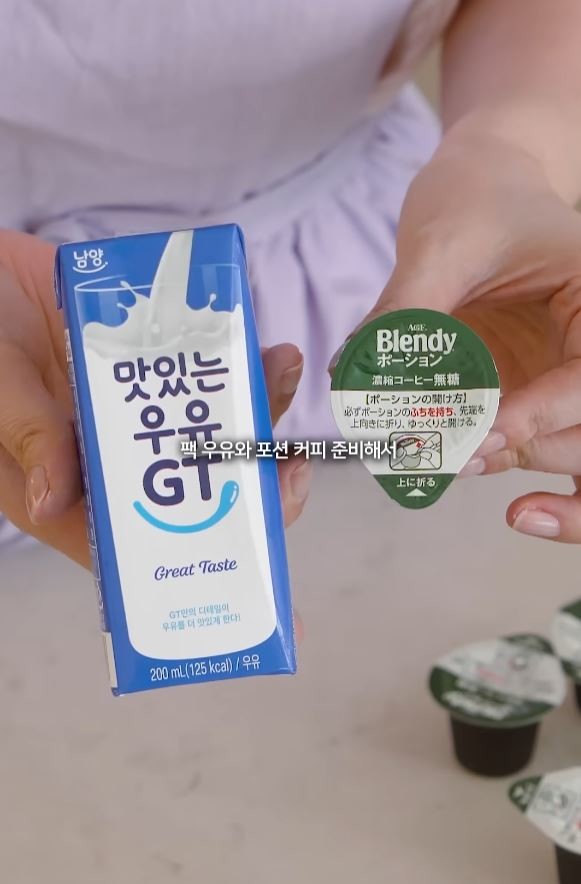 남양
맛있는
우유
GT
Great Taste
GT만의 디테일이
우유를 더 맛있게 한다!
200 mL(125 kcal) / 우유
AGF
Blendy
ポーション
濃縮コーヒー無糖
【ポーションの開け方】
必ずポーションのふちを持ち、先端を
上向きに折り、ゆっくりと開ける。
上に折る
팩 우유와 포션 커피 준비해서